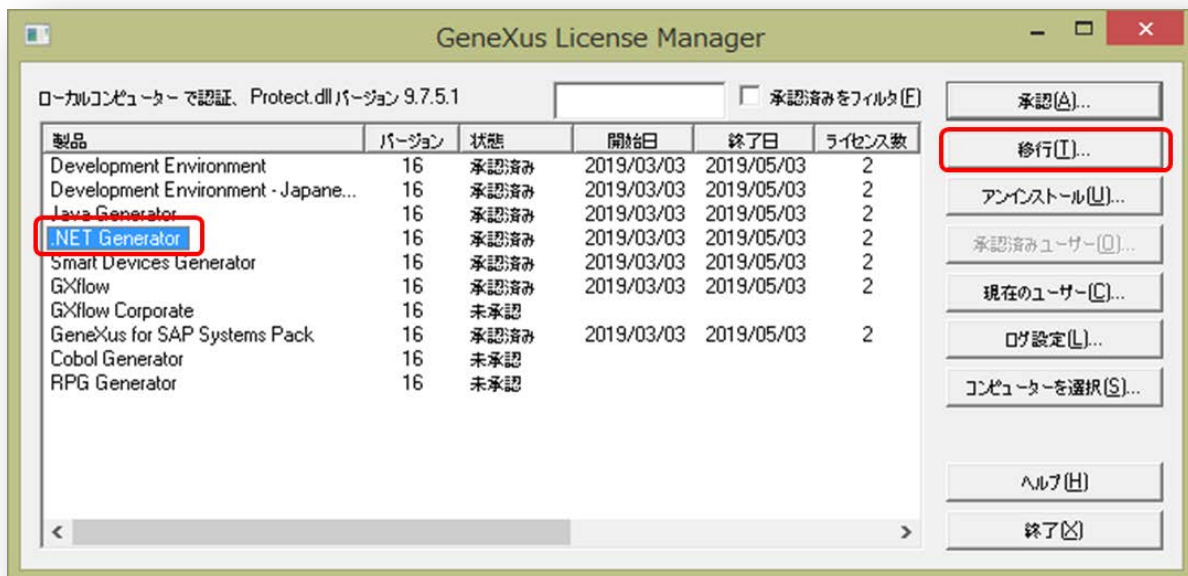 GeneXus License Manager
ローカルコンピューター で認証、 Protect.dll バージョン 9.7.5.1 承認済みをフィルタ(F)
製品 バージョン 状態 開始日 終了日 ライセンス数
Development Environment 16 承認済み 2019/03/03 2019/05/03 2
Development Environment - Japane... 16 承認済み 2019/03/03 2019/05/03 2
Java Generator 16 承認済み 2019/03/03 2019/05/03 2
.NET Generator 16 承認済み 2019/03/03 2019/05/03 2
Smart Devices Generator 16 承認済み 2019/03/03 2019/05/03 2
GXflow 16 承認済み 2019/03/03 2019/05/03 2
GXflow Corporate 16 未承認
GeneXus for SAP Systems Pack 16 承認済み 2019/03/03 2019/05/03 2
Cobol Generator 16 未承認
RPG Generator 16 未承認
承認(A)...
移行(T)...
アンインストール(U)...
承認済みユーザー(O)...
現在のユーザー(C)...
ログ設定(L)...
コンピューターを選択(S)...
ヘルプ(H)
終了(X)